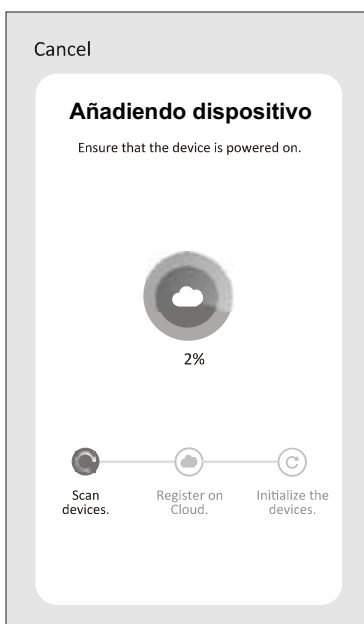 Cancel
Añadiendo dispositivo
Ensure that the device is powered on.
2%
Scan
devices.
Register on
Cloud.
Initialize the
devices.